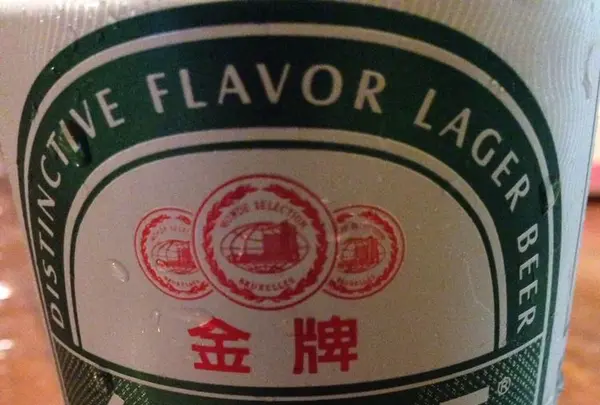 DISTINCTIVE FLAVOR LAGER BEER
MONDE SELECTION
BRUXELLES
金牌
®